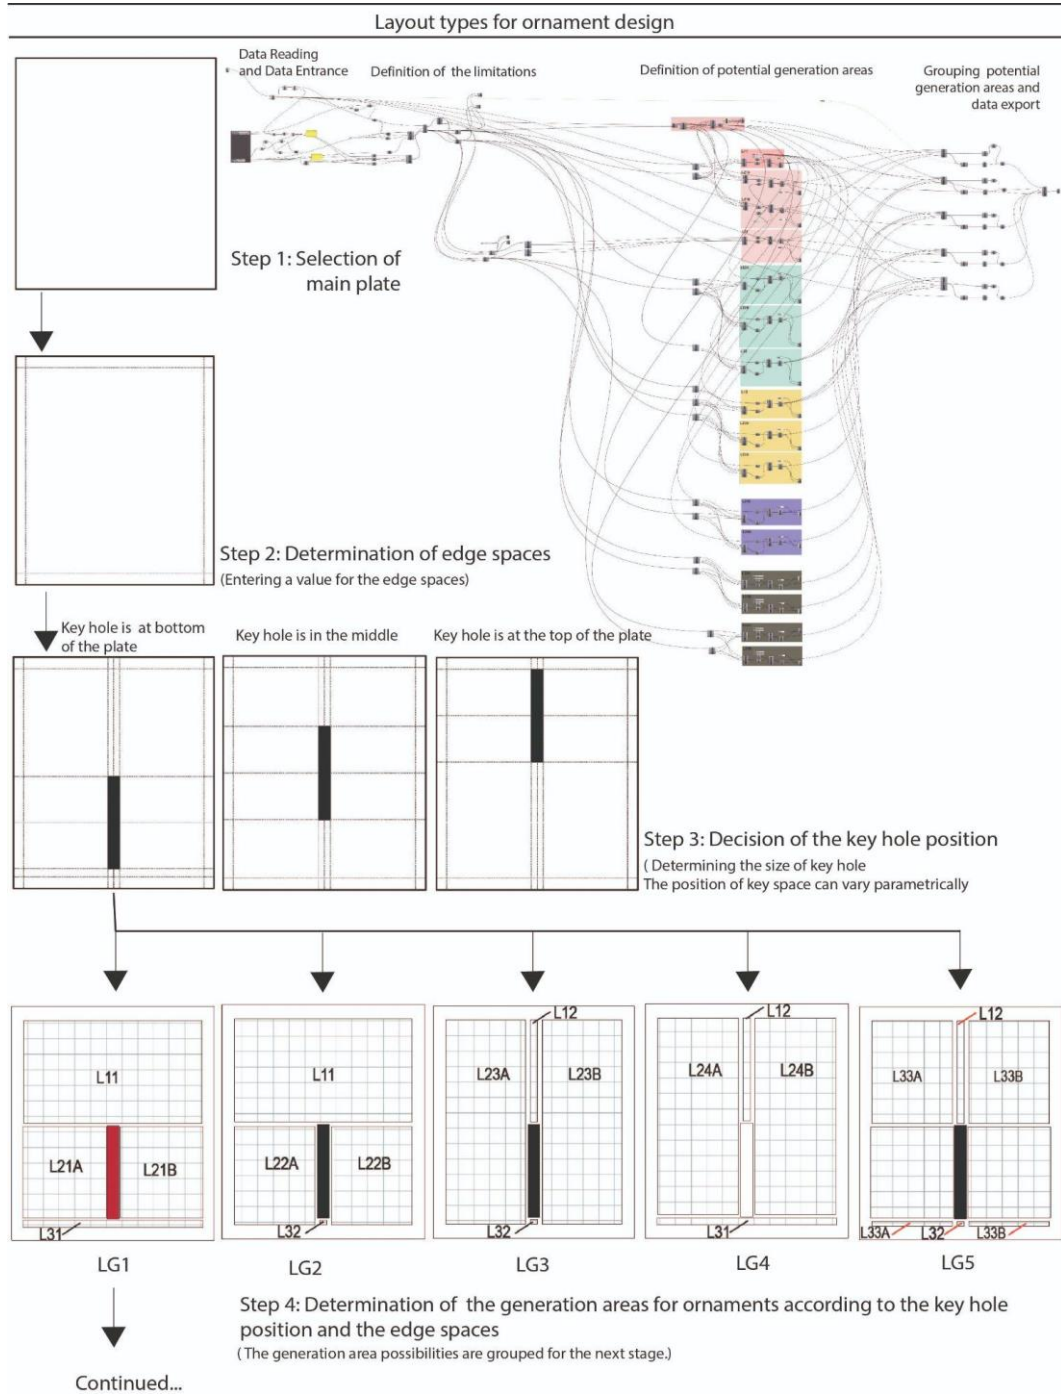 Layout types for ornament design
Data Reading
and Data Entrance
Definition of the limitations
Definition of potential generation areas
Grouping potential
generation areas and
data export
Step 1: Selection of
main plate
Step 2: Determination of edge spaces
(Entering a value for the edge spaces)
Key hole is at bottom
of the plate
Key hole is in the middle
Key hole is at the top of the plate
Step 3: Decision of the key hole position
( Determining the size of key hole
The position of key space can vary parametrically
L11
L21A
L21B
L31
LG1
L11
L22A
L22B
L32
LG2
L12
L23A
L23B
L32
LG3
L12
L24A
L24B
L31
LG4
L12
L33A
L33B
L33A
L32
L33B
LG5
Step 4: Determination of the generation areas for ornaments according to the key hole
position and the edge spaces
( The generation area possibilities are grouped for the next stage.)
Continued...